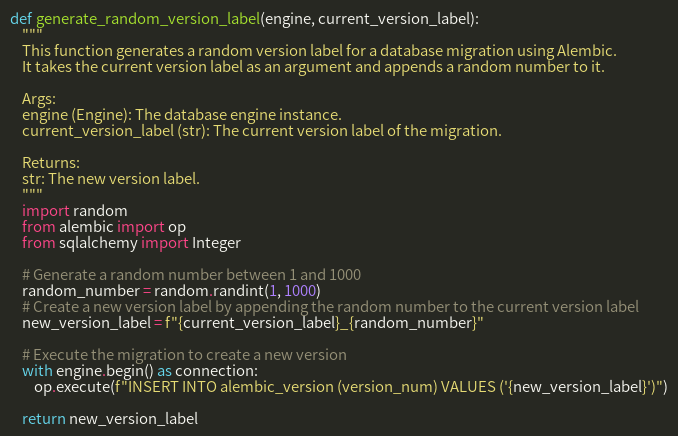 def generate_random_version_label(engine, current_version_label):
    """
    This function generates a random version label for a database migration using Alembic.
    It takes the current version label as an argument and appends a random number to it.

    Args:
    engine (Engine): The database engine instance.
    current_version_label (str): The current version label of the migration.

    Returns:
    str: The new version label.
    """
    import random
    from alembic import op
    from sqlalchemy import Integer

    # Generate a random number between 1 and 1000
    random_number = random.randint(1, 1000)
    # Create a new version label by appending the random number to the current version label
    new_version_label = f"{current_version_label}_{random_number}"

    # Execute the migration to create a new version
    with engine.begin() as connection:
        op.execute(f"INSERT INTO alembic_version (version_num) VALUES ('{new_version_label}')")

    return new_version_label